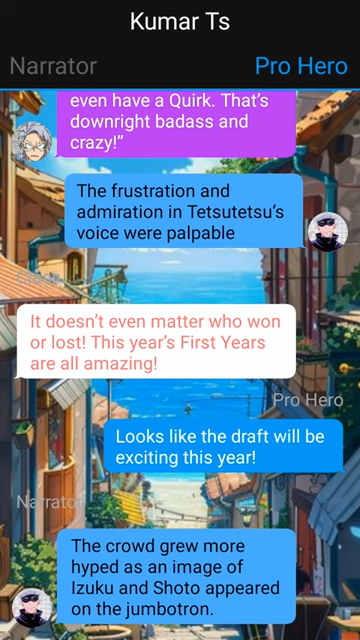 Kumar Ts
Narrator
Pro Hero
even have a Quirk. That's
downright badass and
crazy!”
The frustration and
admiration in Tetsutetsu's
voice were palpable
It doesn't even matter who won
or lost! This year's First Years
are all amazing!
Pro Hero
Looks like the draft will be
exciting this year!
Narrator
The crowd grew more
hyped as an image of
Izuku and Shoto appeared
on the jumbotron.